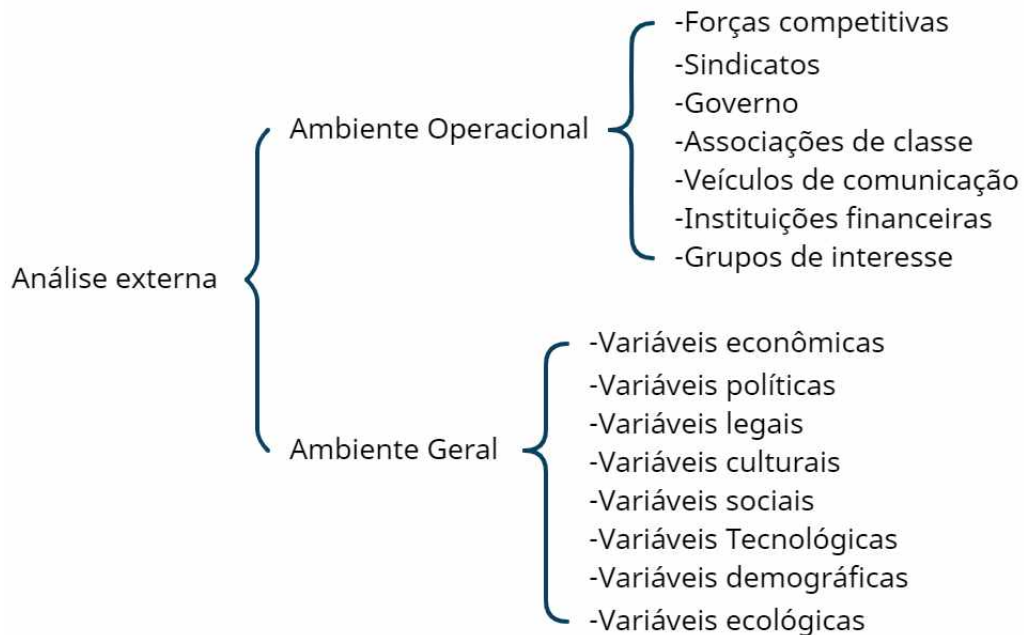 Análise externa
Ambiente Operacional
-Forças competitivas
-Sindicatos
-Governo
-Associações de classe
-Veículos de comunicação
-Instituições financeiras
-Grupos de interesse
Ambiente Geral
-Variáveis econômicas
-Variáveis políticas
-Variáveis legais
-Variáveis culturais
-Variáveis sociais
-Variáveis Tecnológicas
-Variáveis demográficas
-Variáveis ecológicas